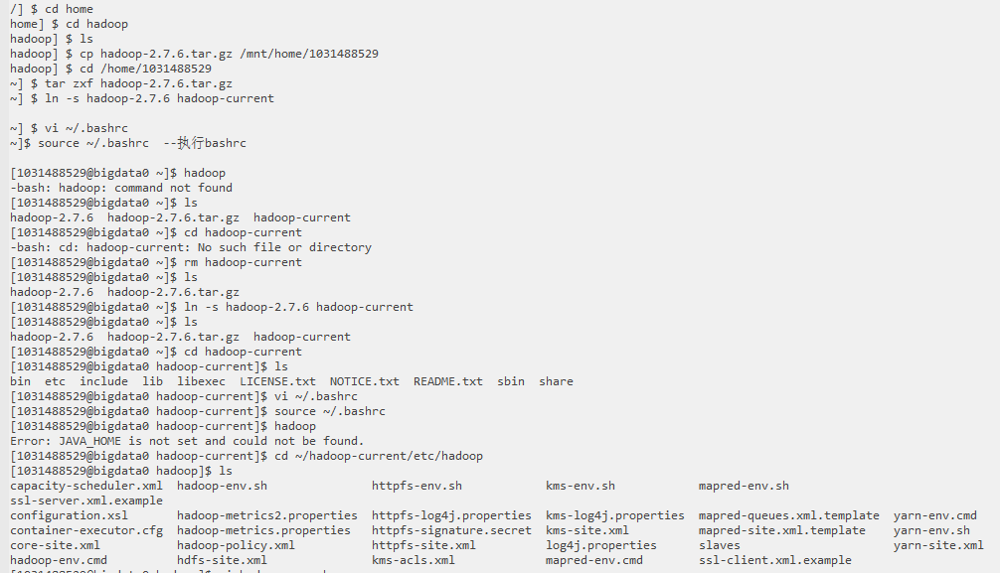 /] $ cd home
home] $ cd hadoop
hadoop] $ ls
hadoop] $ cp hadoop-2.7.6.tar.gz /mnt/home/1031488529
hadoop] $ cd /home/1031488529
~] $ tar zxf hadoop-2.7.6.tar.gz
~] $ ln -s hadoop-2.7.6 hadoop-current
~] $ vi ~/.bashrc
~]$ source ~/.bashrc  --执行bashrc
[1031488529@bigdata0 ~]$ hadoop
-bash: hadoop: command not found
[1031488529@bigdata0 ~]$ ls
hadoop-2.7.6  hadoop-2.7.6.tar.gz  hadoop-current
[1031488529@bigdata0 ~]$ cd hadoop-current
-bash: cd: hadoop-current: No such file or directory
[1031488529@bigdata0 ~]$ rm hadoop-current
[1031488529@bigdata0 ~]$ ls
hadoop-2.7.6  hadoop-2.7.6.tar.gz
[1031488529@bigdata0 ~]$ ln -s hadoop-2.7.6 hadoop-current
[1031488529@bigdata0 ~]$ ls
hadoop-2.7.6  hadoop-2.7.6.tar.gz  hadoop-current
[1031488529@bigdata0 ~]$ cd hadoop-current
[1031488529@bigdata0 hadoop-current]$ ls
bin  etc  include  lib  libexec  LICENSE.txt  NOTICE.txt  README.txt  sbin  share
[1031488529@bigdata0 hadoop-current]$ vi ~/.bashrc
[1031488529@bigdata0 hadoop-current]$ source ~/.bashrc
[1031488529@bigdata0 hadoop-current]$ hadoop
Error: JAVA_HOME is not set and could not be found.
[1031488529@bigdata0 hadoop-current]$ cd ~/hadoop-current/etc/hadoop
[1031488529@bigdata0 hadoop]$ ls
capacity-scheduler.xml  hadoop-env.sh  httpfs-env.sh  kms-env.sh  mapred-env.sh
ssl-server.xml.example
configuration.xsl  hadoop-metrics2.properties  httpfs-log4j.properties  kms-log4j.properties  mapred-queues.xml.template  yarn-env.cmd
container-executor.cfg  hadoop-metrics.properties  httpfs-signature.secret  kms-site.xml  mapred-site.xml.template  yarn-env.sh
core-site.xml  hadoop-policy.xml  httpfs-site.xml  log4j.properties  slaves  yarn-site.xml
hadoop-env.cmd  hdfs-site.xml  kms-acls.xml  mapred-env.cmd  ssl-client.xml.example